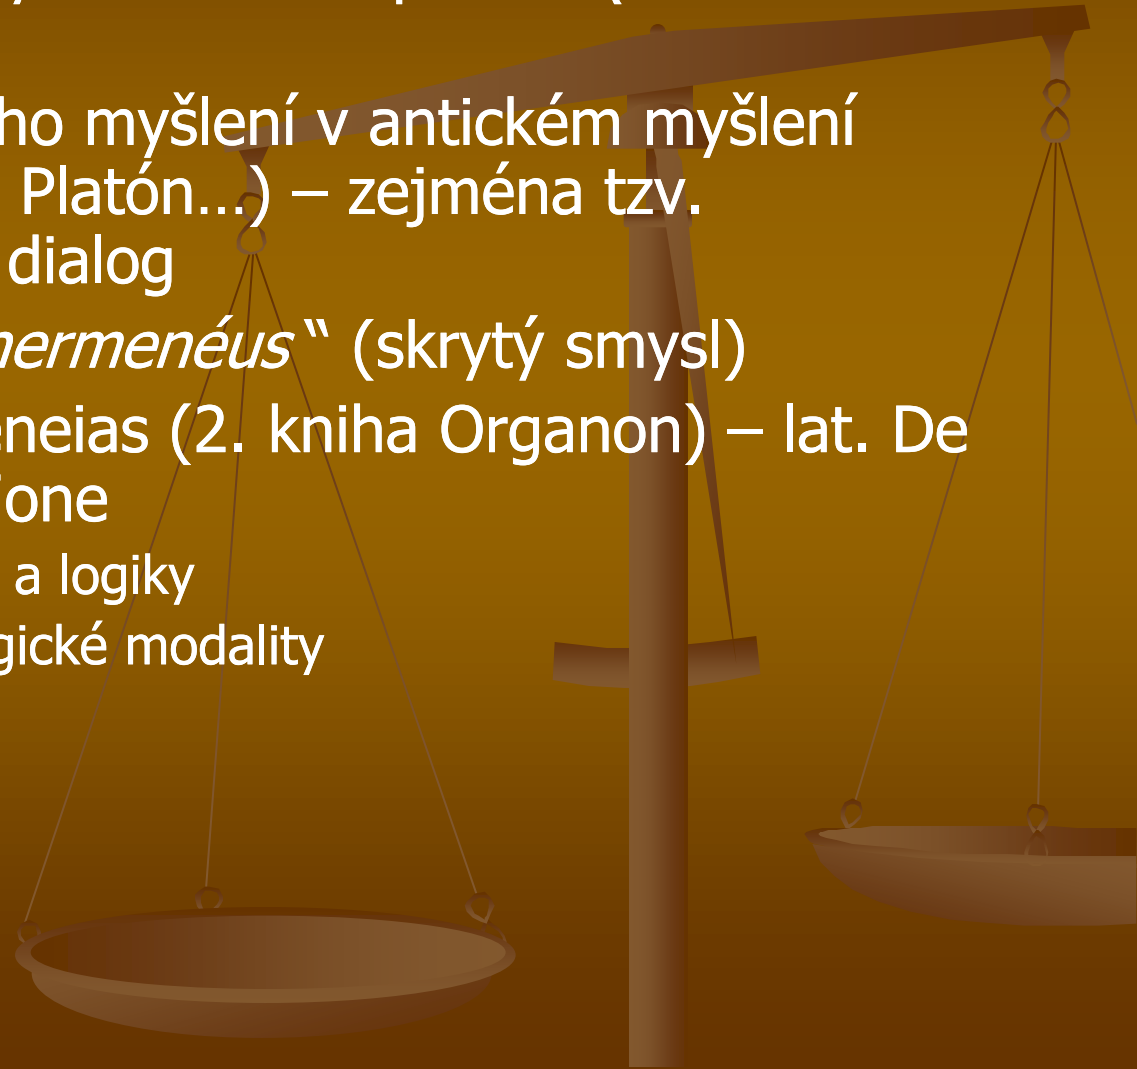 ho myšlení v antickém myšlení
Platón…) – zejména tzv.
dialog
hermenéus“ (skrytý smysl)
eneias (2. kniha Organon) – lat. De
ione
a logiky
gické modality